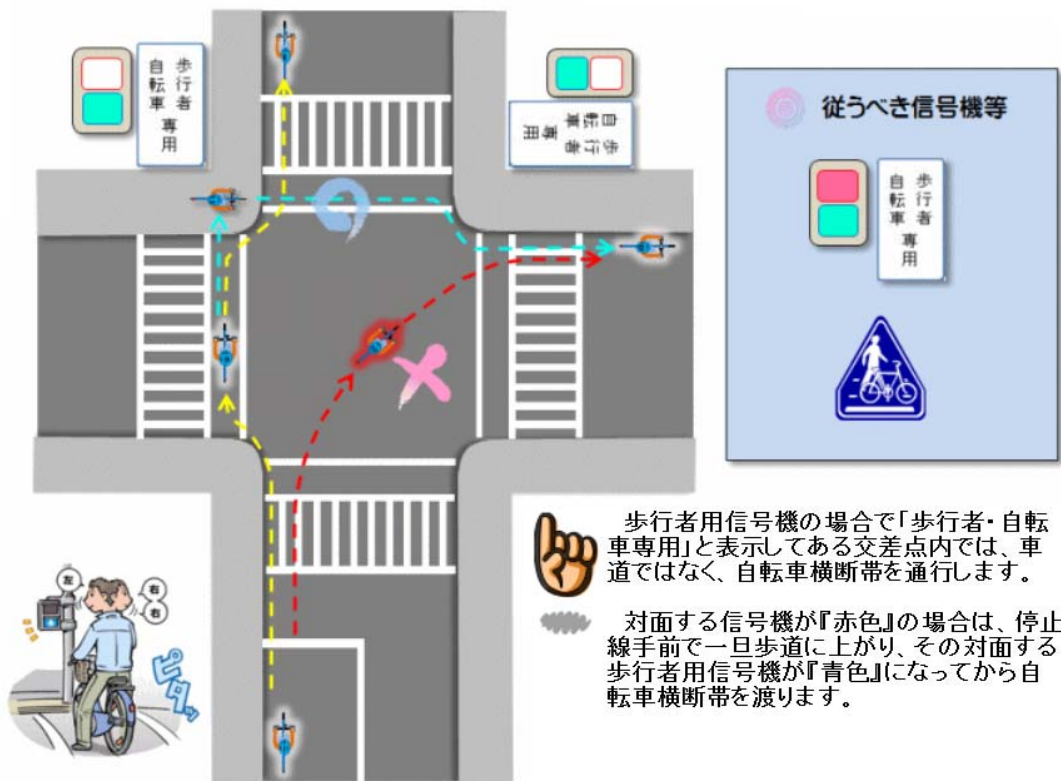 歩行者
自転車
専用
歩行者
自転車
専用
従うべき信号機等
歩行者
自転車
専用
歩行者用信号機の場合で「歩行者・自転
車専用」と表示してある交差点内では、車
道ではなく、自転車横断帯を通行します。
対面する信号機が『赤色』の場合は、停止
線手前で一旦歩道に上がり、その対面する
歩行者用信号機が『青色』になってから自
転車横断帯を渡ります。
左
右
右
ピタッ